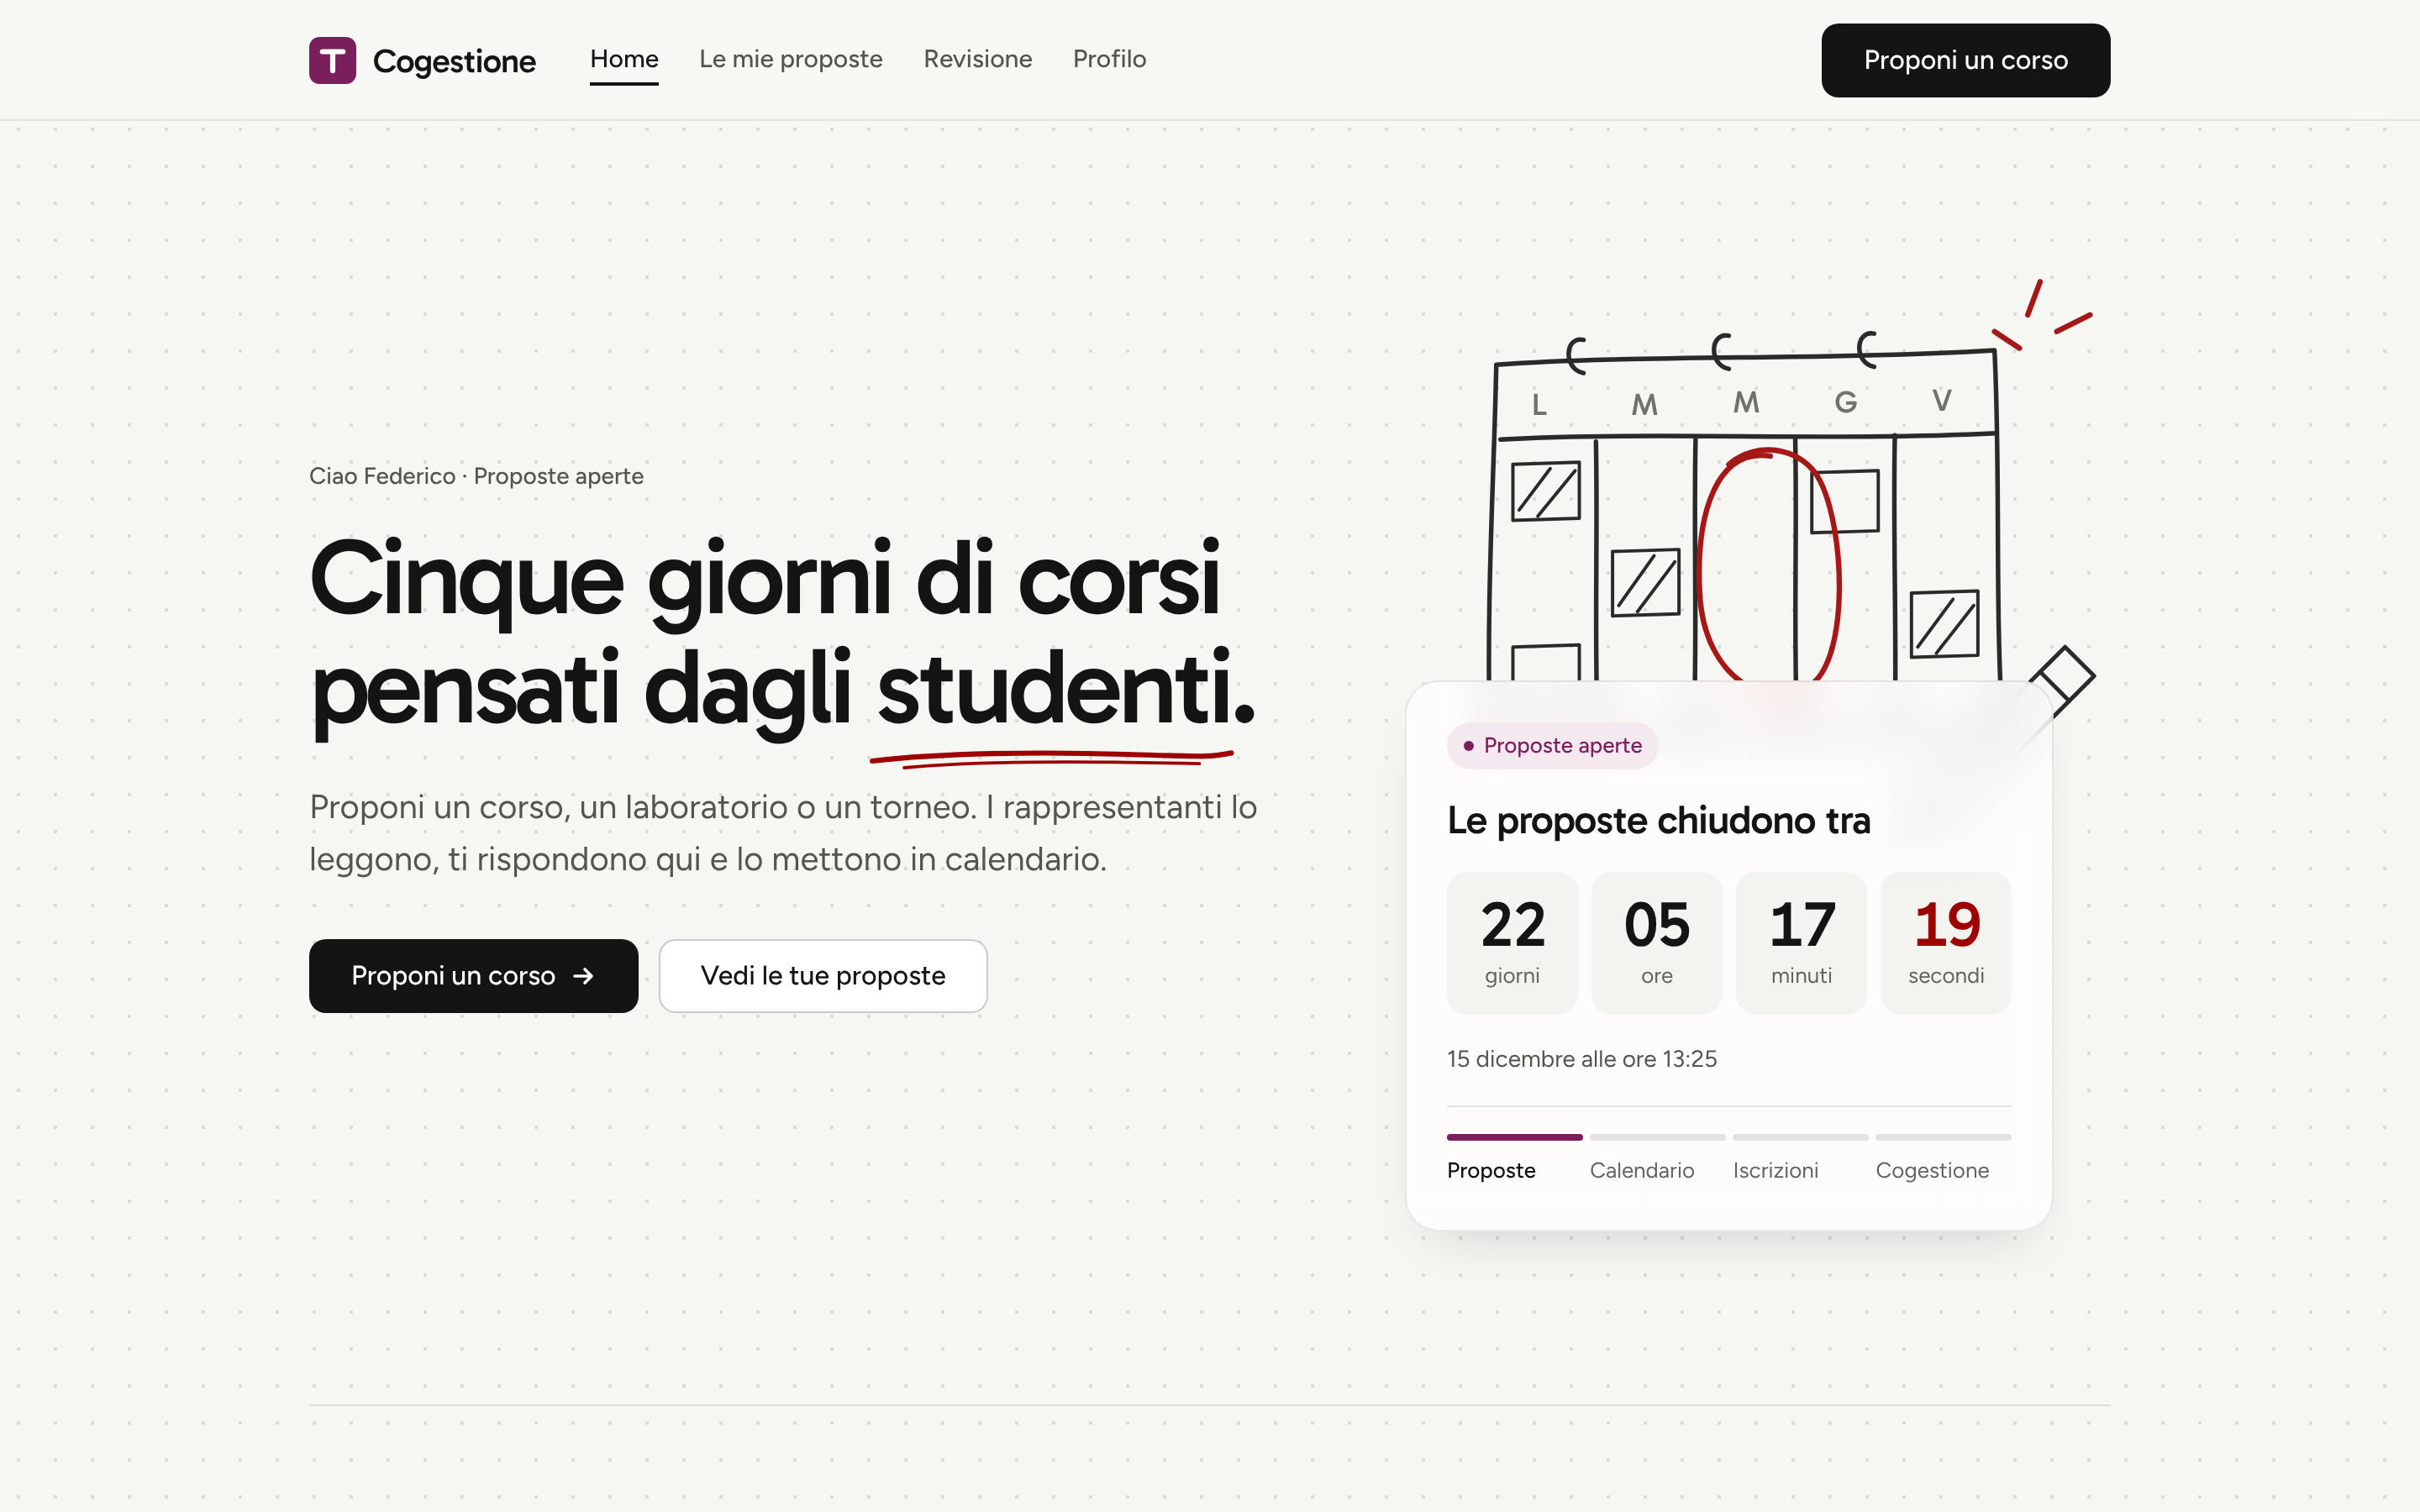 T Cogestione Home Le mie proposte Revisione Profilo Proponi un corso
Ciao Federico · Proposte aperte
Cinque giorni di corsi
pensati dagli studenti.
Proponi un corso, un laboratorio o un torneo. I rappresentanti lo
leggono, ti rispondono qui e lo mettono in calendario.
Proponi un corso → Vedi le tue proposte
L M M G V
Proposte aperte
Le proposte chiudono tra
22 05 17 19
giorni ore minuti secondi
15 dicembre alle ore 13:25
Proposte Calendario Iscrizioni Cogestione